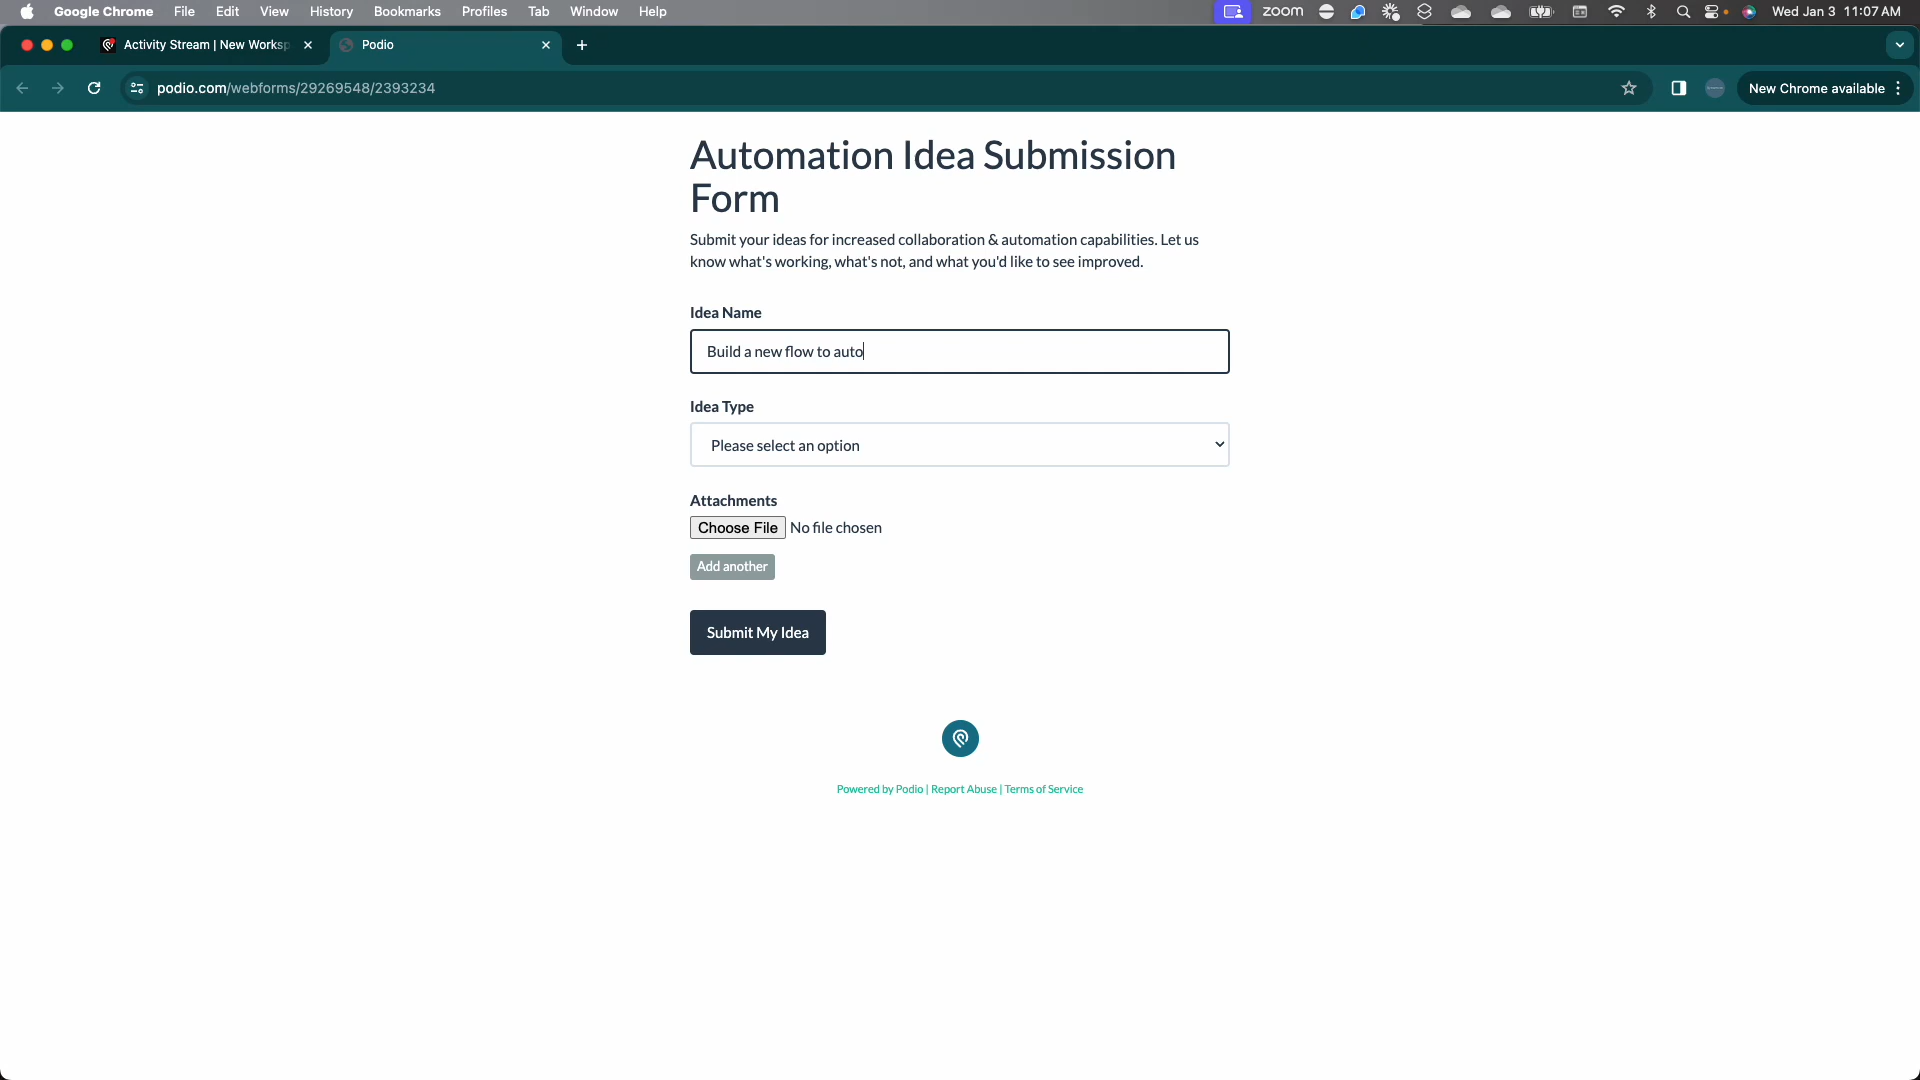 Google Chrome File Edit View History Bookmarks Profiles Tab Window Help zoom Wed Jan 3 11:07 AM
Activity Stream | New Worksp Podio
podio.com/webforms/29269548/2393234 New Chrome available
Automation Idea Submission
Form
Submit your ideas for increased collaboration & automation capabilities. Let us
know what's working, what's not, and what you'd like to see improved.
Idea Name
Build a new flow to auto
Idea Type
Please select an option
Attachments
Choose File No file chosen
Add another
Submit My Idea
Powered by Podio | Report Abuse | Terms of Service